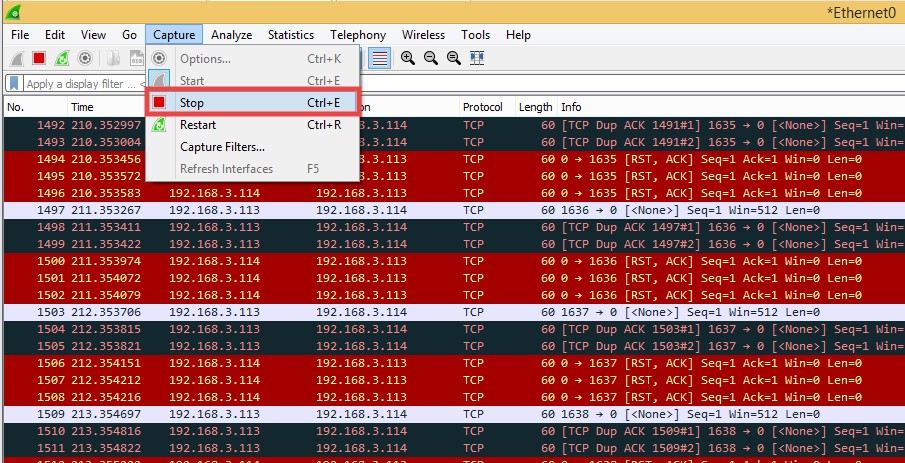 *Ethernet0
File Edit View Go Capture Analyze Statistics Telephony Wireless Tools Help
Options... Ctrl+K
Apply a display filter ... < Start Ctrl+E
Stop Ctrl+E
No. Time on Protocol Length Info
Restart Ctrl+R
1492 210.352997 8.3.114 TCP 60 [TCP Dup ACK 1491#1] 1635 → 0 [<None>] Seq=1 Win=
1493 210.353004 Capture Filters... 8.3.114 TCP 60 [TCP Dup ACK 1491#2] 1635 → 0 [<None>] Seq=1 Win=
1494 210.353456 8.3.113 TCP 60 0 → 1635 [RST, ACK] Seq=1 Ack=1 Win=0 Len=0
1495 210.353572 Refresh Interfaces F5 8.3.113 TCP 60 0 → 1635 [RST, ACK] Seq=1 Ack=1 Win=0 Len=0
1496 210.353583 192.168.3.114 192.168.3.113 TCP 60 0 → 1635 [RST, ACK] Seq=1 Ack=1 Win=0 Len=0
1497 211.353267 192.168.3.113 192.168.3.114 TCP 60 1636 → 0 [<None>] Seq=1 Win=512 Len=0
1498 211.353411 192.168.3.113 192.168.3.114 TCP 60 [TCP Dup ACK 1497#1] 1636 → 0 [<None>] Seq=1 Win=
1499 211.353422 192.168.3.113 192.168.3.114 TCP 60 [TCP Dup ACK 1497#2] 1636 → 0 [<None>] Seq=1 Win=
1500 211.353974 192.168.3.114 192.168.3.113 TCP 60 0 → 1636 [RST, ACK] Seq=1 Ack=1 Win=0 Len=0
1501 211.354072 192.168.3.114 192.168.3.113 TCP 60 0 → 1636 [RST, ACK] Seq=1 Ack=1 Win=0 Len=0
1502 211.354079 192.168.3.114 192.168.3.113 TCP 60 0 → 1636 [RST, ACK] Seq=1 Ack=1 Win=0 Len=0
1503 212.353706 192.168.3.113 192.168.3.114 TCP 60 1637 → 0 [<None>] Seq=1 Win=512 Len=0
1504 212.353815 192.168.3.113 192.168.3.114 TCP 60 [TCP Dup ACK 1503#1] 1637 → 0 [<None>] Seq=1 Win=
1505 212.353821 192.168.3.113 192.168.3.114 TCP 60 [TCP Dup ACK 1503#2] 1637 → 0 [<None>] Seq=1 Win=
1506 212.354151 192.168.3.114 192.168.3.113 TCP 60 0 → 1637 [RST, ACK] Seq=1 Ack=1 Win=0 Len=0
1507 212.354212 192.168.3.114 192.168.3.113 TCP 60 0 → 1637 [RST, ACK] Seq=1 Ack=1 Win=0 Len=0
1508 212.354216 192.168.3.114 192.168.3.113 TCP 60 0 → 1637 [RST, ACK] Seq=1 Ack=1 Win=0 Len=0
1509 213.354697 192.168.3.113 192.168.3.114 TCP 60 1638 → 0 [<None>] Seq=1 Win=512 Len=0
1510 213.354816 192.168.3.113 192.168.3.114 TCP 60 [TCP Dup ACK 1509#1] 1638 → 0 [<None>] Seq=1 Win=
1511 213.354822 192.168.3.113 192.168.3.114 TCP 60 [TCP Dup ACK 1509#2] 1638 → 0 [<None>] Seq=1 Win=